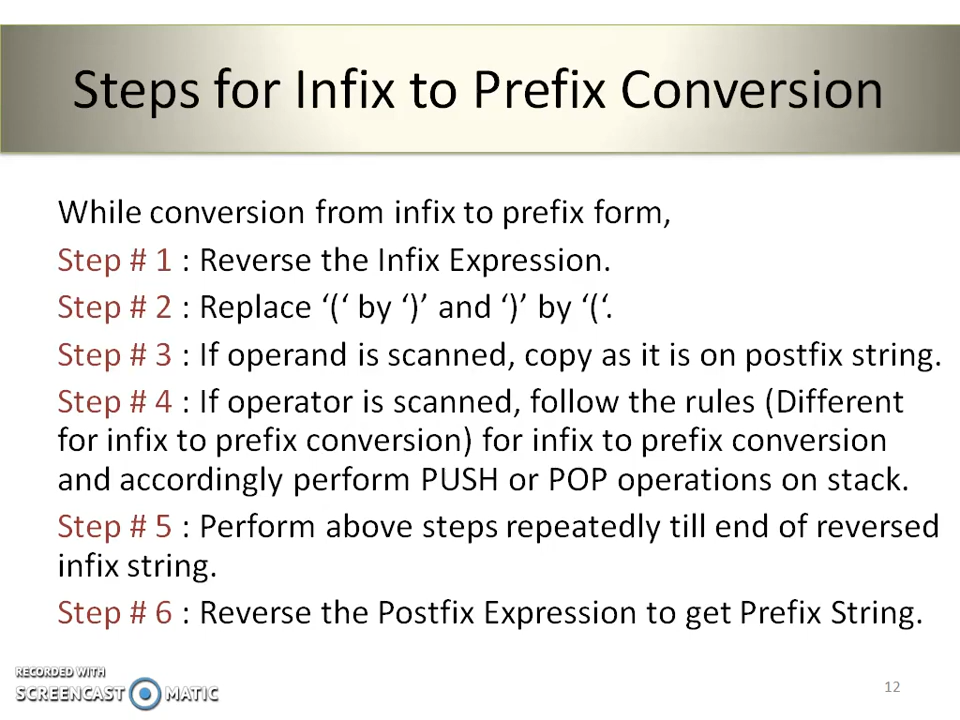 Steps for Infix to Prefix Conversion
While conversion from infix to prefix form,
Step # 1 : Reverse the Infix Expression.
Step # 2 : Replace ‘(‘ by ‘)’ and ‘)’ by ‘(‘.
Step # 3 : If operand is scanned, copy as it is on postfix string.
Step # 4 : If operator is scanned, follow the rules (Different
for infix to prefix conversion) for infix to prefix conversion
and accordingly perform PUSH or POP operations on stack.
Step # 5 : Perform above steps repeatedly till end of reversed
infix string.
Step # 6 : Reverse the Postfix Expression to get Prefix String.
RECORDED WITH
SCREENCAST MATIC
12